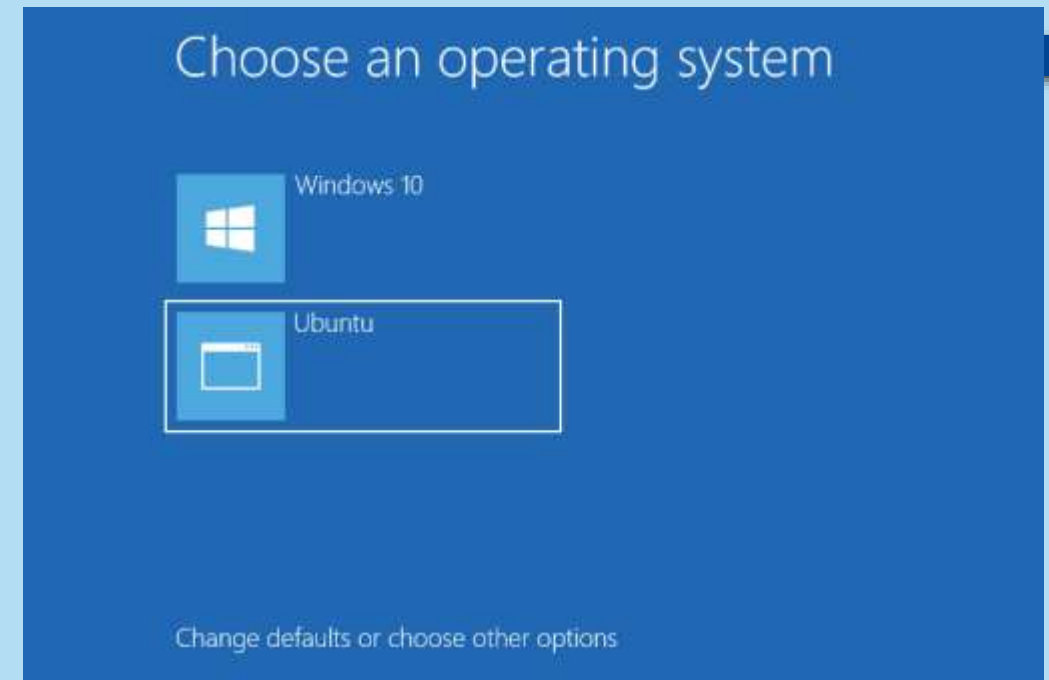 Choose an operating system
Windows 10
Ubuntu
Change defaults or choose other options